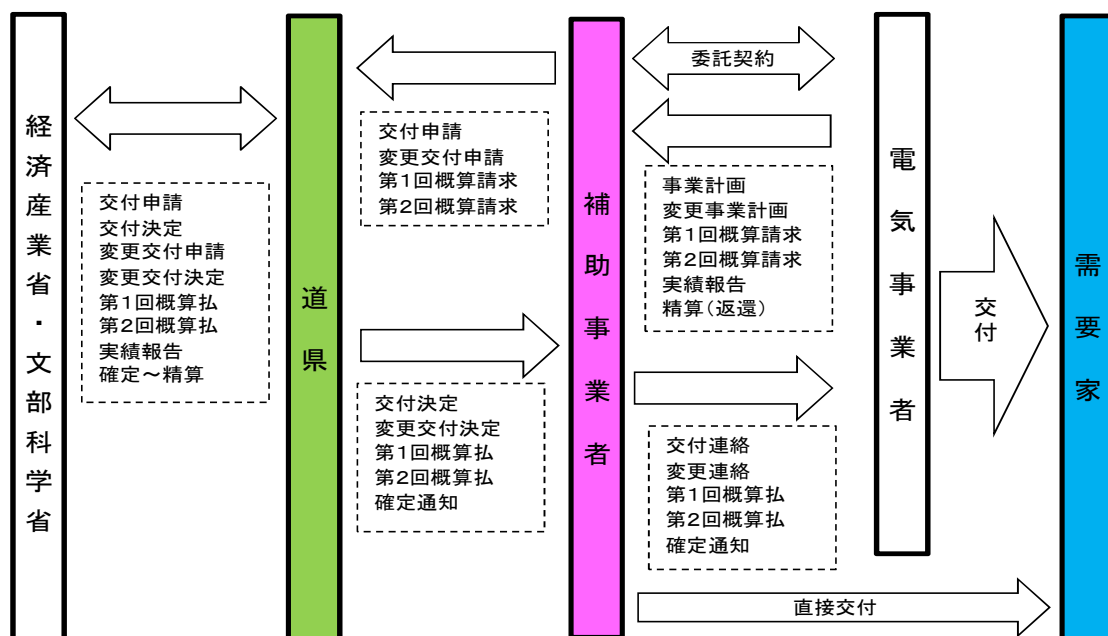 経済産業省・文部科学省
交付申請
交付決定
変更交付申請
変更交付決定
第1回概算払
第2回概算払
実績報告
確定～精算
道県
交付申請
変更交付申請
第1回概算請求
第2回概算請求
交付決定
変更交付決定
第1回概算払
第2回概算払
確定通知
補助事業者
委託契約
事業計画
変更事業計画
第1回概算請求
第2回概算請求
実績報告
精算（返還）
交付連絡
変更連絡
第1回概算払
第2回概算払
確定通知
直接交付
電気事業者
交付
需要家